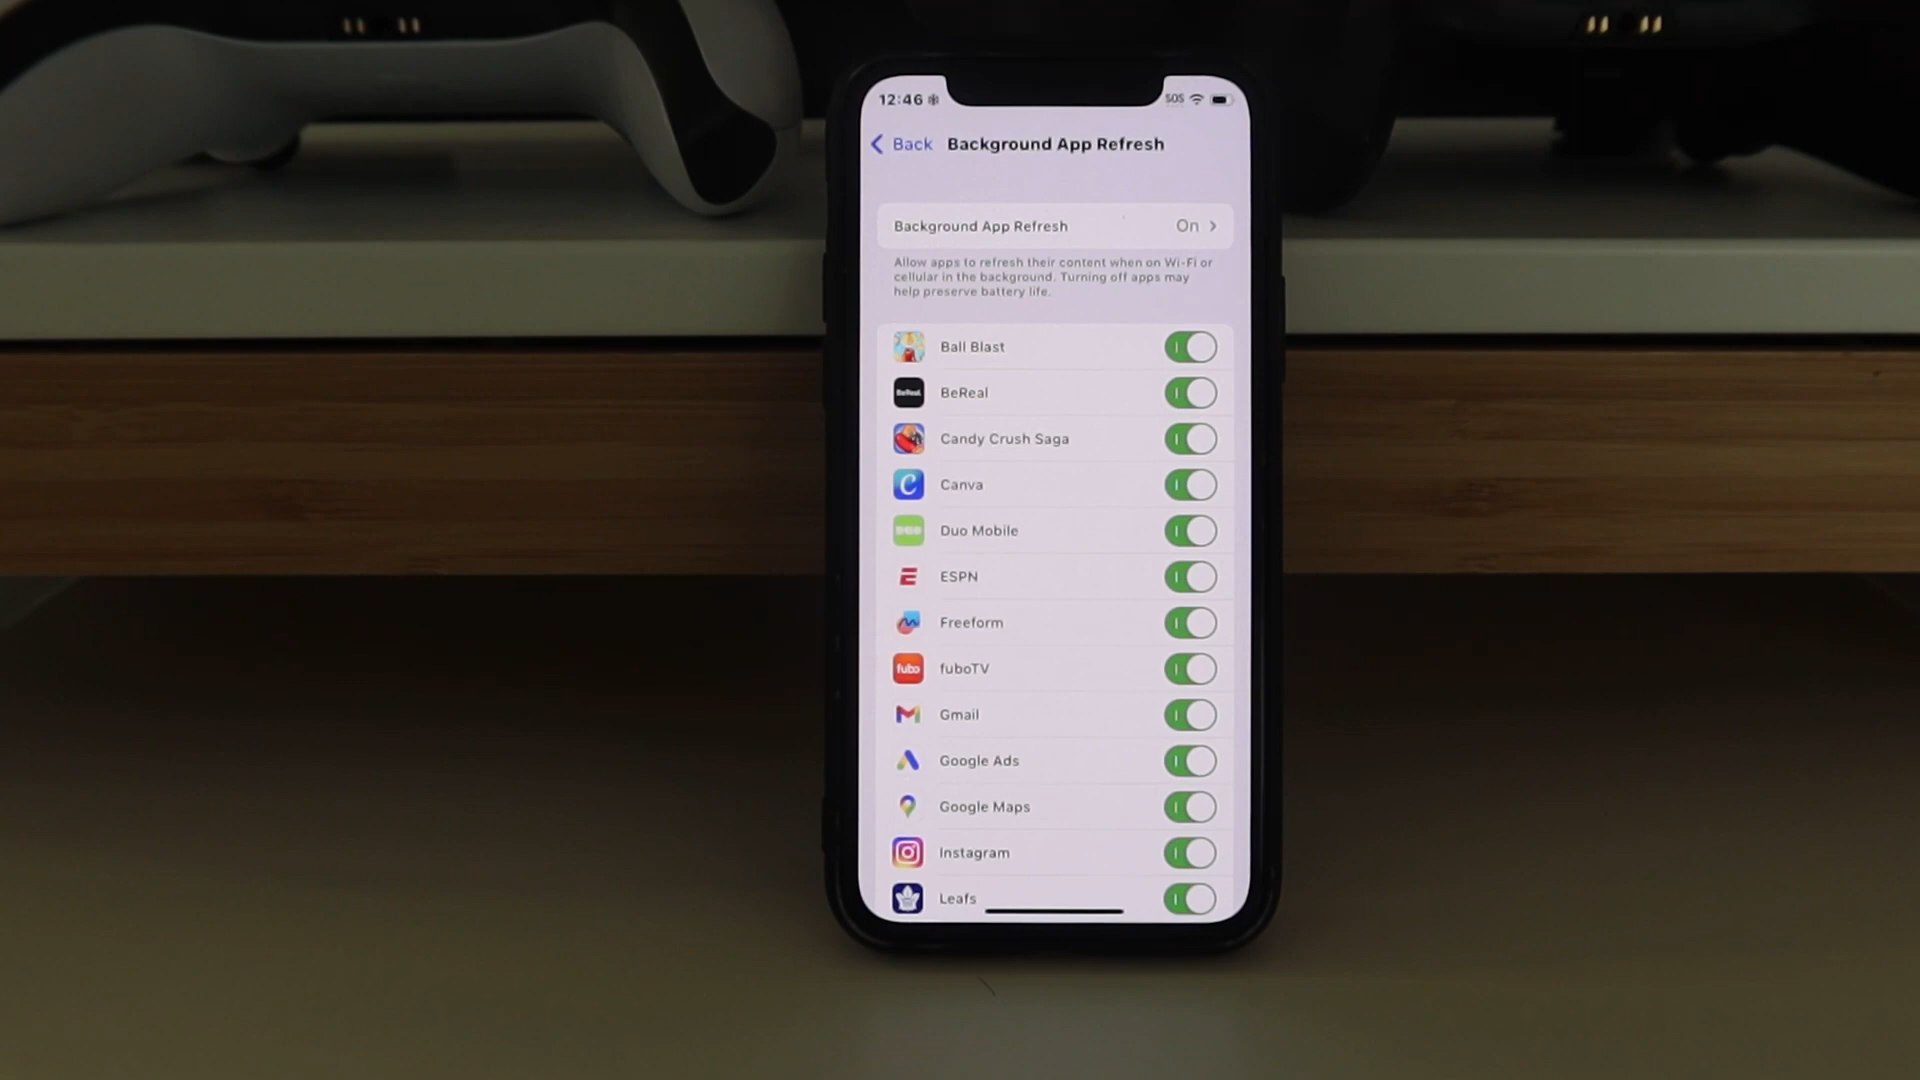 12:46 SOS
Back Background App Refresh
Background App Refresh On
Allow apps to refresh their content when on Wi-Fi or
cellular in the background. Turning off apps may
help preserve battery life.
Ball Blast
BeReal. BeReal
Candy Crush Saga
C Canva
Duo Mobile
E ESPN
Freeform
fubo fuboTV
M Gmail
Google Ads
Google Maps
Instagram
Leafs